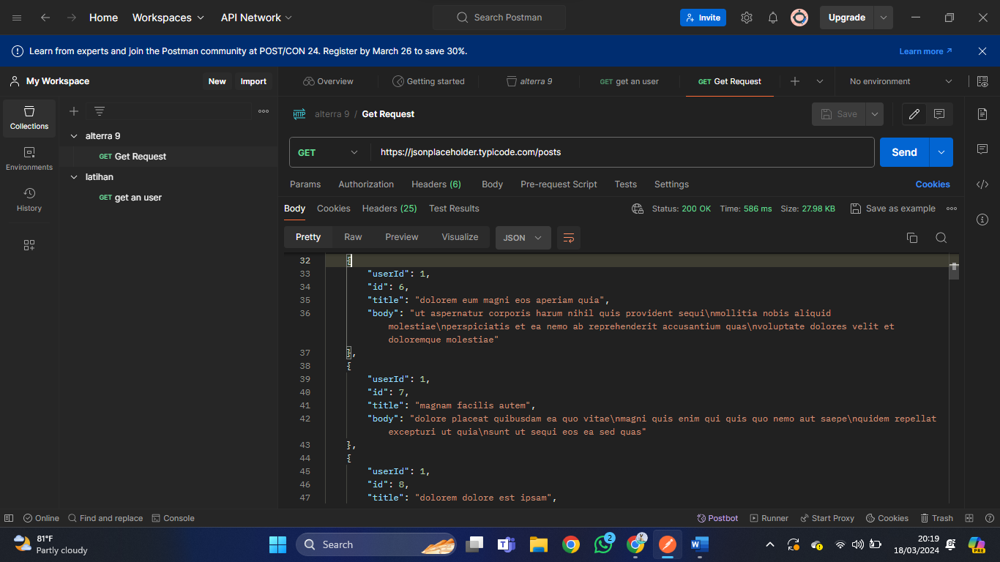 Home Workspaces API Network Search Postman Invite Upgrade
Learn from experts and join the Postman community at POST/CON 24. Register by March 26 to save 30%. Learn more
My Workspace New Import Overview Getting started alterra 9 GET get an user GET Get Request No environment
Collections
Environments
History
alterra 9
GET Get Request
latihan
GET get an user
HTTP alterra 9 / Get Request Save
GET https://jsonplaceholder.typicode.com/posts Send
Params Authorization Headers (6) Body Pre-request Script Tests Settings Cookies
Body Cookies Headers (25) Test Results Status: 200 OK Time: 586 ms Size: 27.98 KB Save as example
Pretty Raw Preview Visualize JSON
32 {
33 "userId": 1,
34 "id": 6,
35 "title": "dolorem eum magni eos aperiam quia",
36 "body": "ut aspernatur corporis harum nihil quis provident sequi\nmollitia nobis aliquid
molestiae\nperspiciatis et ea nemo ab reprehenderit accusantium quas\nvoluptate dolores velit et
doloremque molestiae"
37 },
38 {
39 "userId": 1,
40 "id": 7,
41 "title": "magnam facilis autem",
42 "body": "dolore placeat quibusdam ea quo vitae\nmagni quis enim qui quis quo nemo aut saepe\nquidem repellat
excepturi ut quia\nsunt ut sequi eos ea sed quas"
43 },
44 {
45 "userId": 1,
46 "id": 8,
47 "title": "dolorem dolore est ipsam",
Online Find and replace Console Postbot Runner Start Proxy Cookies Trash
81°F
Partly cloudy
Search
2
20:19
18/03/2024
PRE